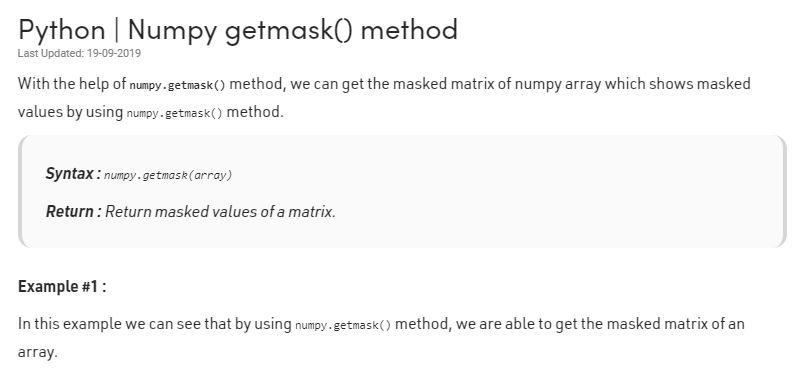 Python | Numpy getmask() method
Last Updated: 19-09-2019
With the help of numpy.getmask() method, we can get the masked matrix of numpy array which shows masked
values by using numpy.getmask() method.
Syntax : numpy.getmask(array)
Return : Return masked values of a matrix.
Example #1 :
In this example we can see that by using numpy.getmask() method, we are able to get the masked matrix of an
array.